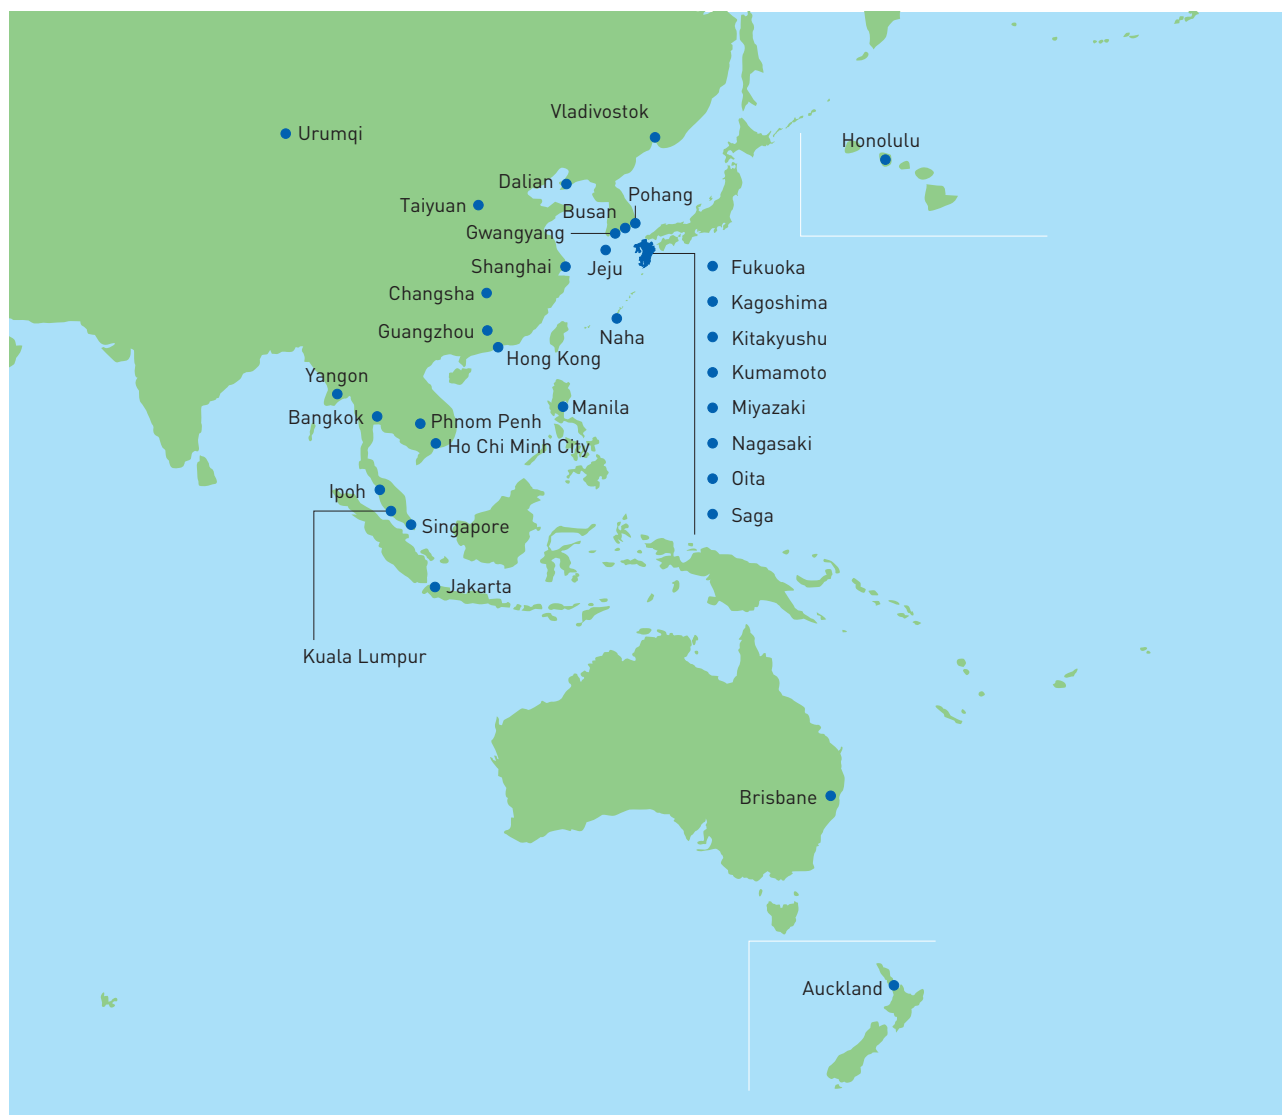 Vladivostok
Urumqi
Honolulu
Dalian
Pohang
Taiyuan
Busan
Gwangyang
Shanghai
Jeju
Fukuoka
Changsha
Kagoshima
Guangzhou
Naha
Kitakyushu
Hong Kong
Yangon
Kumamoto
Bangkok
Phnom Penh
Manila
Miyazaki
Ho Chi Minh City
Nagasaki
Oita
Ipoh
Singapore
Saga
Jakarta
Kuala Lumpur
Brisbane
Auckland